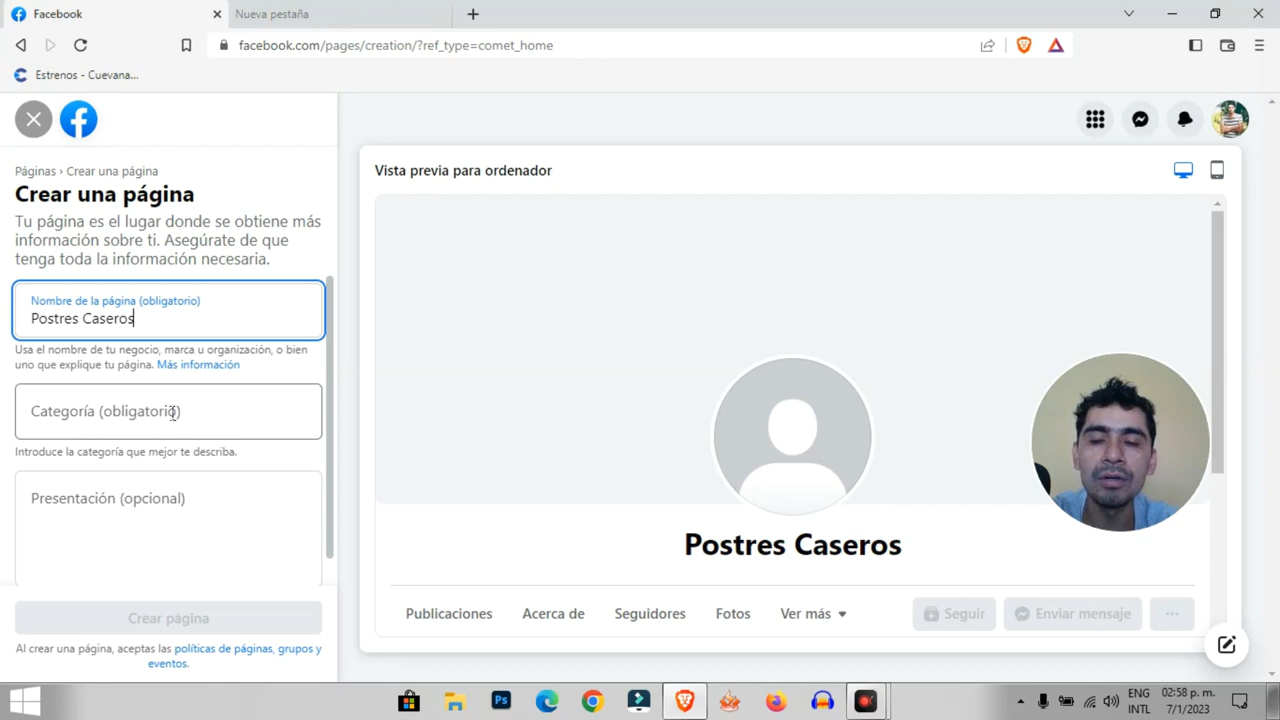 Facebook
Nueva pestaña
facebook.com/pages/creation/?ref_type=comet_home
Estrenos - Cuevana...
Páginas › Crear una página
Crear una página
Tu página es el lugar donde se obtiene más
información sobre ti. Asegúrate de que
tenga toda la información necesaria.
Nombre de la página (obligatorio)
Postres Caseros
Usa el nombre de tu negocio, marca u organización, o bien
uno que explique tu página. Más información
Categoría (obligatorio)
Introduce la categoría que mejor te describa.
Presentación (opcional)
Crear página
Al crear una página, aceptas las políticas de páginas, grupos y
eventos.
Vista previa para ordenador
Postres Caseros
Publicaciones
Acerca de
Seguidores
Fotos
Ver más
Seguir
Enviar mensaje
Ps
ENG
INTL
02:58 p. m.
7/1/2023